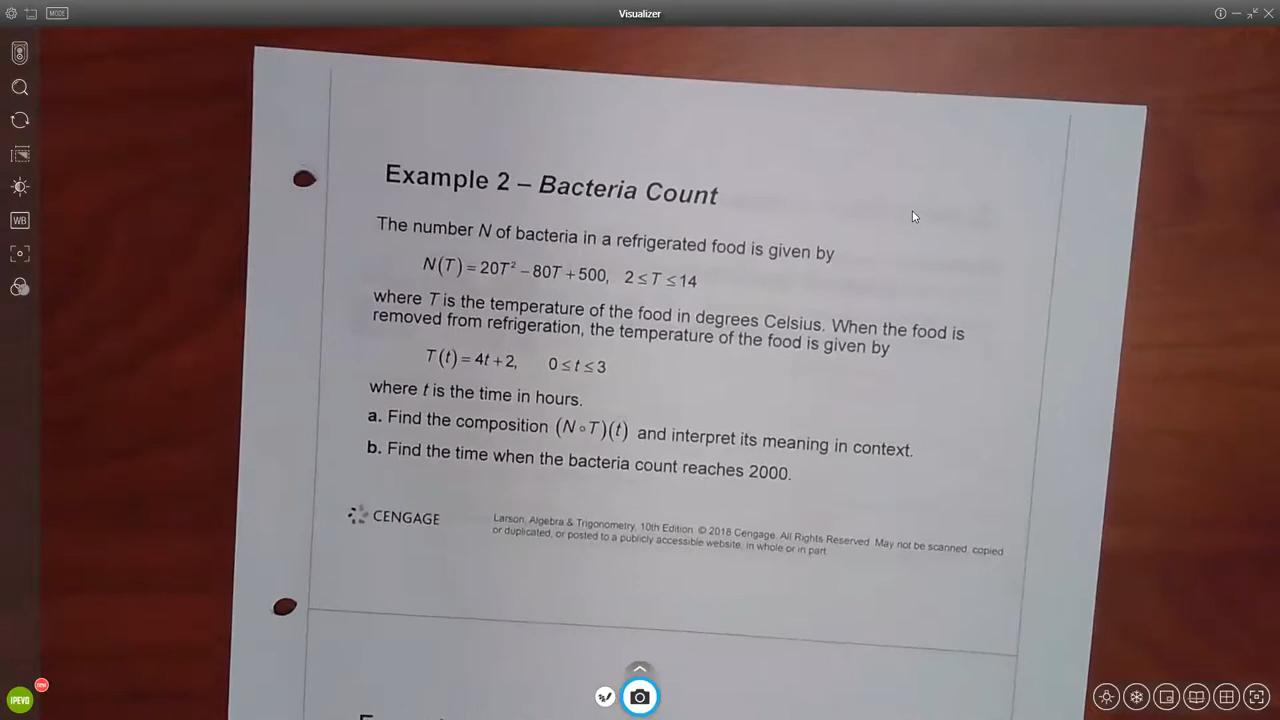 MODE
Visualizer
WB
Example 2 – Bacteria Count
The number N of bacteria in a refrigerated food is given by
N(T) = 20T² – 80T + 500, 2 ≤ T ≤ 14
where T is the temperature of the food in degrees Celsius. When the food is
removed from refrigeration, the temperature of the food is given by
T(t) = 4t + 2, 0 ≤ t ≤ 3
where t is the time in hours.
a. Find the composition (N ∘ T)(t) and interpret its meaning in context.
b. Find the time when the bacteria count reaches 2000.
CENGAGE
Larson, Algebra & Trigonometry, 10th Edition. © 2018 Cengage. All Rights Reserved. May not be scanned, copied
or duplicated, or posted to a publicly accessible website, in whole or in part.
IPEVO
new